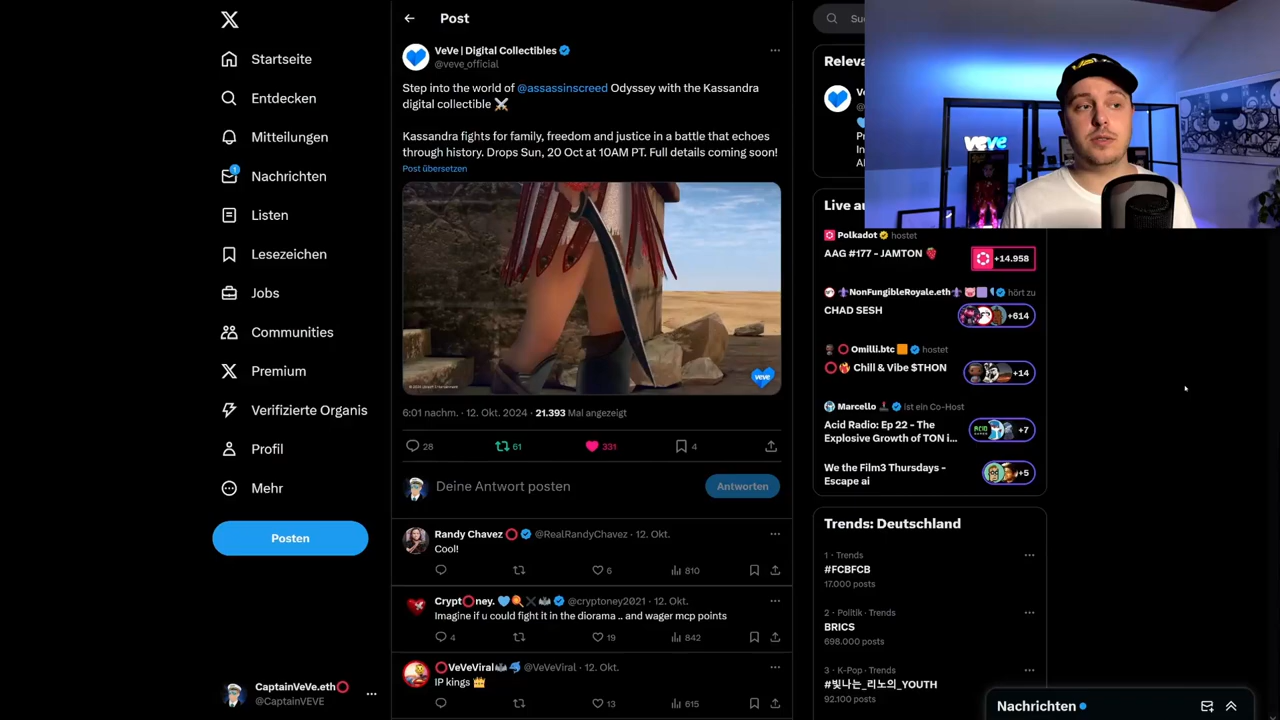 Startseite
Entdecken
Mitteilungen
1
Nachrichten
Listen
Lesezeichen
Jobs
Communities
Premium
Verifizierte Organis
Profil
Mehr
Posten
CaptainVeVe.eth⭕
@CaptainVEVE
Post
VeVe | Digital Collectibles
@veve_official
Step into the world of @assassinscreed Odyssey with the Kassandra
digital collectible ⚔️
Kassandra fights for family, freedom and justice in a battle that echoes
through history. Drops Sun, 20 Oct at 10AM PT. Full details coming soon!
Post übersetzen
veve
6:01 nachm. · 12. Okt. 2024 · 21.393 Mal angezeigt
28 61 331 4
Deine Antwort posten
Antworten
Randy Chavez ⭕ @RealRandyChavez · 12. Okt.
Cool!
6 810
Crypt⭕ney. @cryptoney2021 · 12. Okt.
Imagine if u could fight it in the diorama .. and wager mcp points
4 19 842
⭕VeVeViral @VeVeViral · 12. Okt.
IP kings 👑
13 615
veve
Polkadot hostet
AAG #177 - JAMTON 🍓
+14.958
NonFungibleRoyale.eth hört zu
CHAD SESH
+614
Omilli.btc hostet
Chill & Vibe $THON
+14
Marcello ist ein Co-Host
Acid Radio: Ep 22 - The
Explosive Growth of TON i...
+7
We the Film3 Thursdays -
Escape ai
+5
Trends: Deutschland
1 · Trends
#FCBFCB
17.000 posts
2 · Politik · Trends
BRICS
698.000 posts
3 · K-Pop · Trends
#빛나는_리노의_YOUTH
92.100 posts
Nachrichten